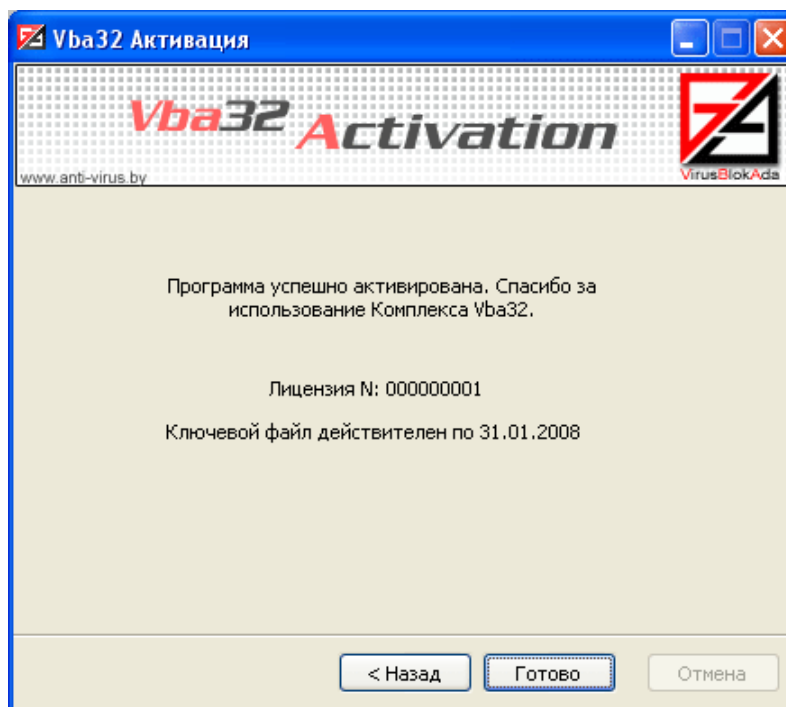 Vba32 Активация
Vba32 Activation
www.anti-virus.by
VirusBlokAda
Программа успешно активирована. Спасибо за
использование Комплекса Vba32.
Лицензия N: 000000001
Ключевой файл действителен по 31.01.2008
< Назад
Готово
Отмена